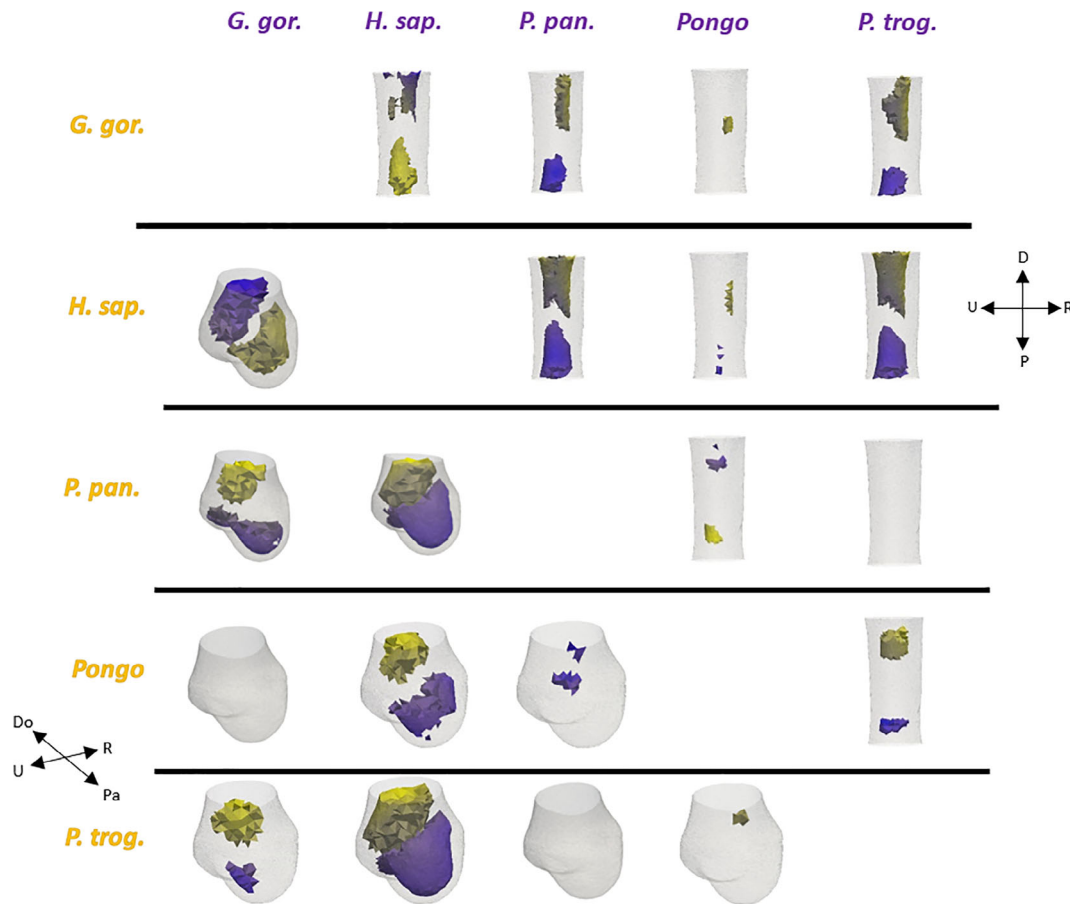 G. gor. H. sap. P. pan. Pongo P. trog.
G. gor.
H. sap.
D
U R
P
P. pan.
Pongo
Do
R
U
Pa
P. trog.